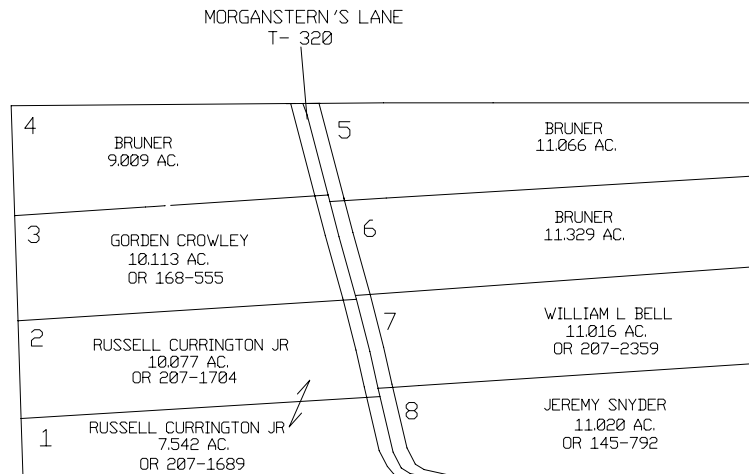 MORGANSTERN'S LANE
T- 320
4
BRUNER
9.009 AC.
5
BRUNER
11.066 AC.
3
GORDEN CROWLEY
10.113 AC.
OR 168-555
6
BRUNER
11.329 AC.
2
RUSSELL CURRINGTON JR
10.077 AC.
OR 207-1704
7
WILLIAM L BELL
11.016 AC.
OR 207-2359
1
RUSSELL CURRINGTON JR
7.542 AC.
OR 207-1689
8
JEREMY SNYDER
11.020 AC.
OR 145-792